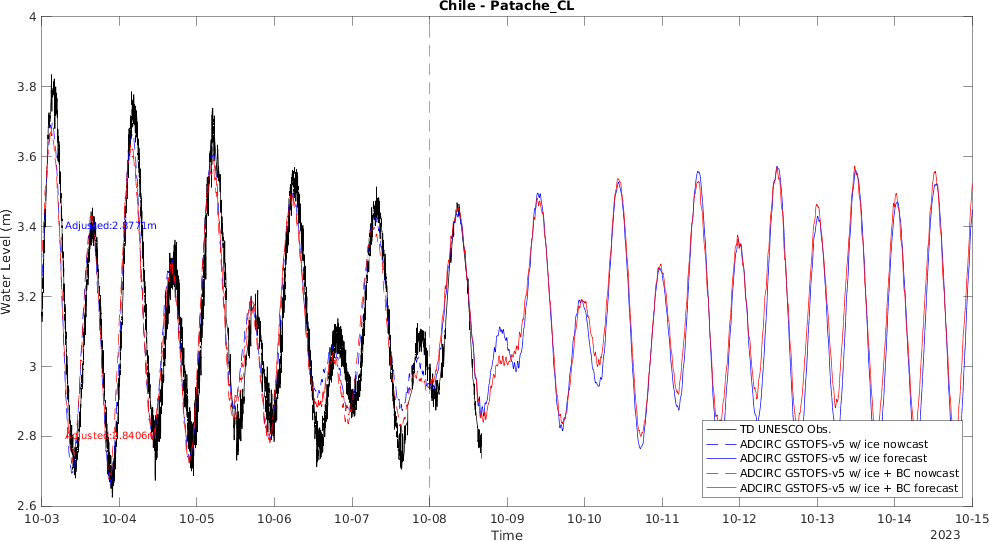 Chile - Patache_CL
Water Level (m)
4
3.8
3.6
3.4
3.2
3
2.8
2.6
Adjusted:2.8771m
Adjusted:2.8406m
TD UNESCO Obs.
ADCIRC GSTOFS-v5 w/ ice nowcast
ADCIRC GSTOFS-v5 w/ ice forecast
ADCIRC GSTOFS-v5 w/ ice + BC nowcast
ADCIRC GSTOFS-v5 w/ ice + BC forecast
10-03 10-04 10-05 10-06 10-07 10-08 10-09 10-10 10-11 10-12 10-13 10-14 10-15
Time
2023